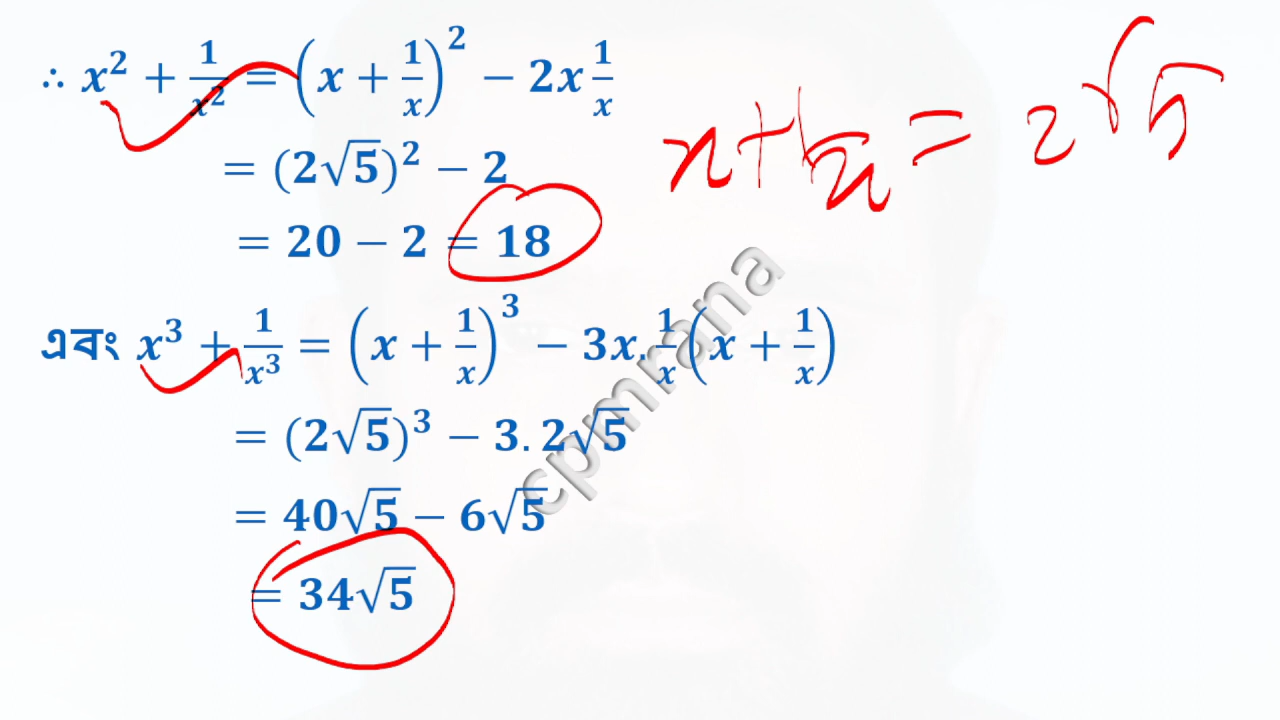 ∴ x² + 1/x² = (x + 1/x)² − 2x 1/x
= (2√5)² − 2
= 20 − 2 = 18
এবং x³ + 1/x³ = (x + 1/x)³ − 3x. 1/x (x + 1/x)
= (2√5)³ − 3. 2√5
= 40√5 − 6√5
= 34√5
x + 1/x = 2√5
cpmrana